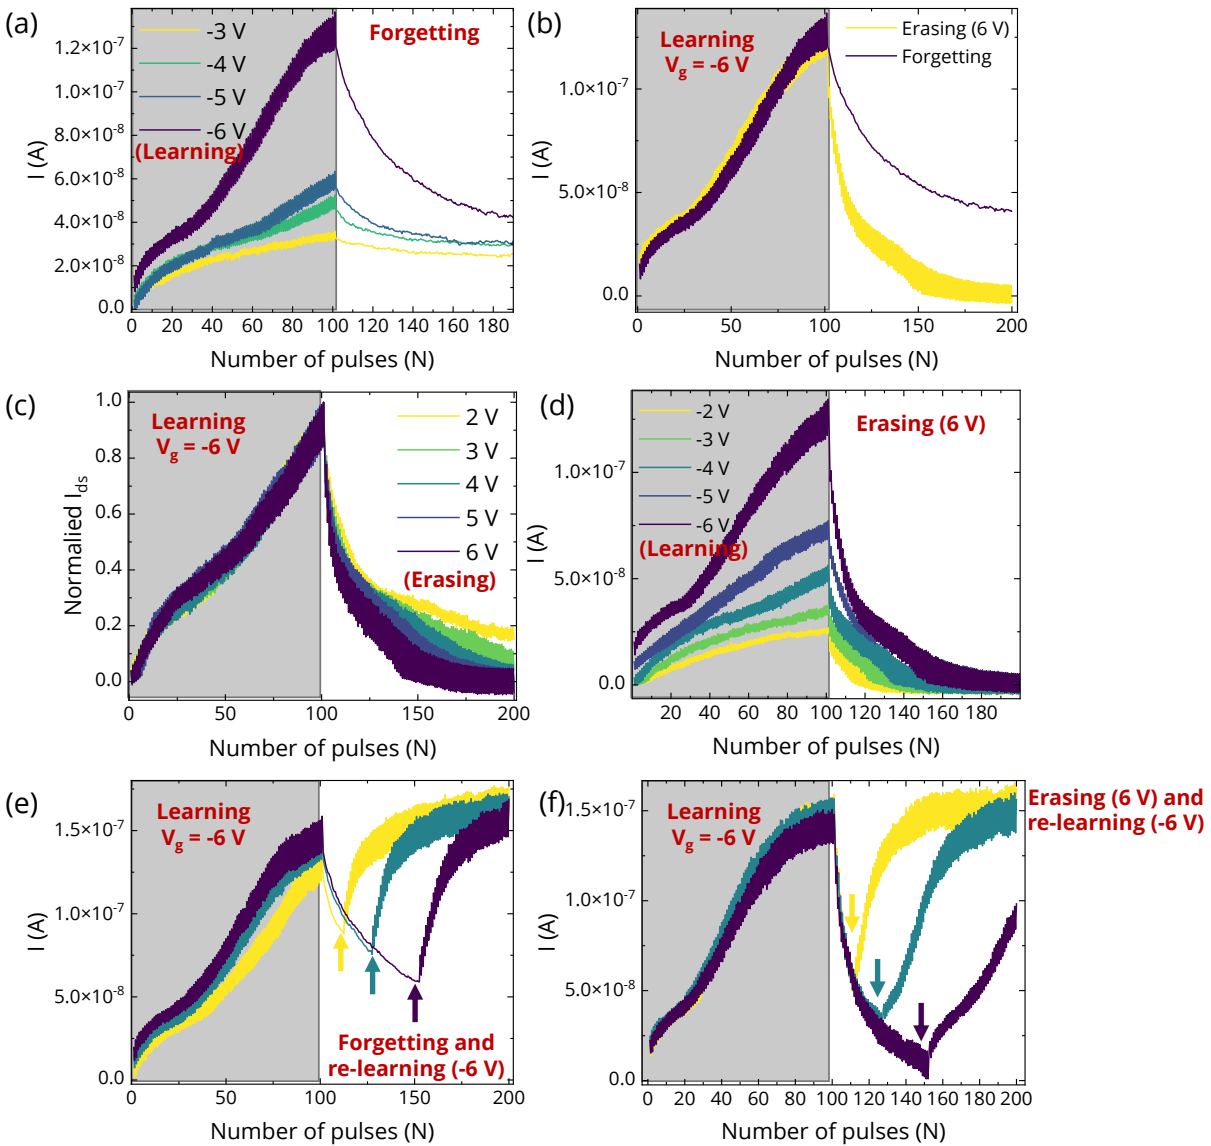 (a)
-3 V
-4 V
-5 V
-6 V
(Learning)
Forgetting
1.2×10⁻⁷
1.0×10⁻⁷
8.0×10⁻⁸
6.0×10⁻⁸
4.0×10⁻⁸
2.0×10⁻⁸
0.0
I (A)
0 20 40 60 80 100 120 140 160 180
Number of pulses (N)
(b)
Learning
V_g = -6 V
Erasing (6 V)
Forgetting
1.0×10⁻⁷
5.0×10⁻⁸
0.0
I (A)
0 50 100 150 200
Number of pulses (N)
(c)
Learning
V_g = -6 V
2 V
3 V
4 V
5 V
6 V
(Erasing)
1.0
0.8
0.6
0.4
0.2
0.0
Normalied I_ds
0 50 100 150 200
Number of pulses (N)
(d)
-2 V
-3 V
-4 V
-5 V
-6 V
(Learning)
Erasing (6 V)
1.0×10⁻⁷
5.0×10⁻⁸
0.0
I (A)
20 40 60 80 100 120 140 160 180
Number of pulses (N)
(e)
Learning
V_g = -6 V
Forgetting and
re-learning (-6 V)
1.5×10⁻⁷
1.0×10⁻⁷
5.0×10⁻⁸
0.0
I (A)
0 50 100 150 200
Number of pulses (N)
(f)
Learning
V_g = -6 V
Erasing (6 V) and
re-learning (-6 V)
1.5×10⁻⁷
1.0×10⁻⁷
5.0×10⁻⁸
0.0
I (A)
0 20 40 60 80 100 120 140 160 180 200
Number of pulses (N)